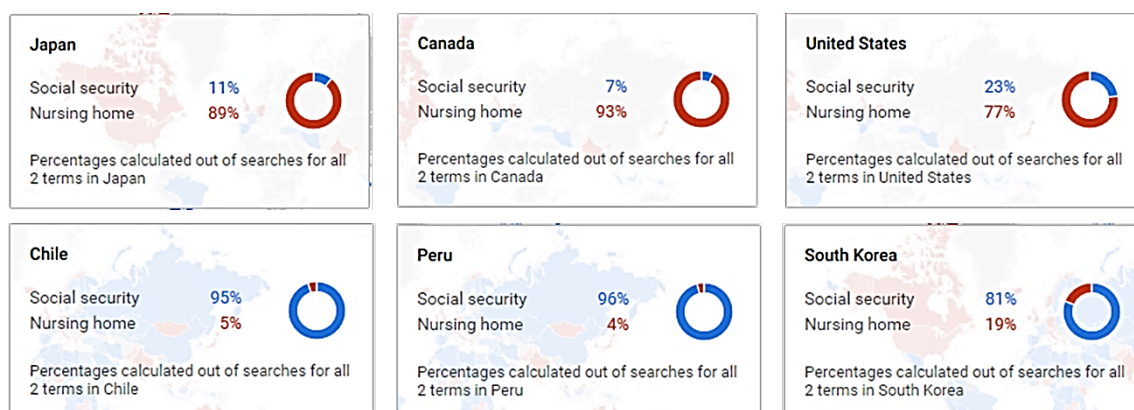 Japan
Social security 11%
Nursing home 89%
Percentages calculated out of searches for all
2 terms in Japan
Canada
Social security 7%
Nursing home 93%
Percentages calculated out of searches for all
2 terms in Canada
United States
Social security 23%
Nursing home 77%
Percentages calculated out of searches for all
2 terms in United States
Chile
Social security 95%
Nursing home 5%
Percentages calculated out of searches for all
2 terms in Chile
Peru
Social security 96%
Nursing home 4%
Percentages calculated out of searches for all
2 terms in Peru
South Korea
Social security 81%
Nursing home 19%
Percentages calculated out of searches for all
2 terms in South Korea